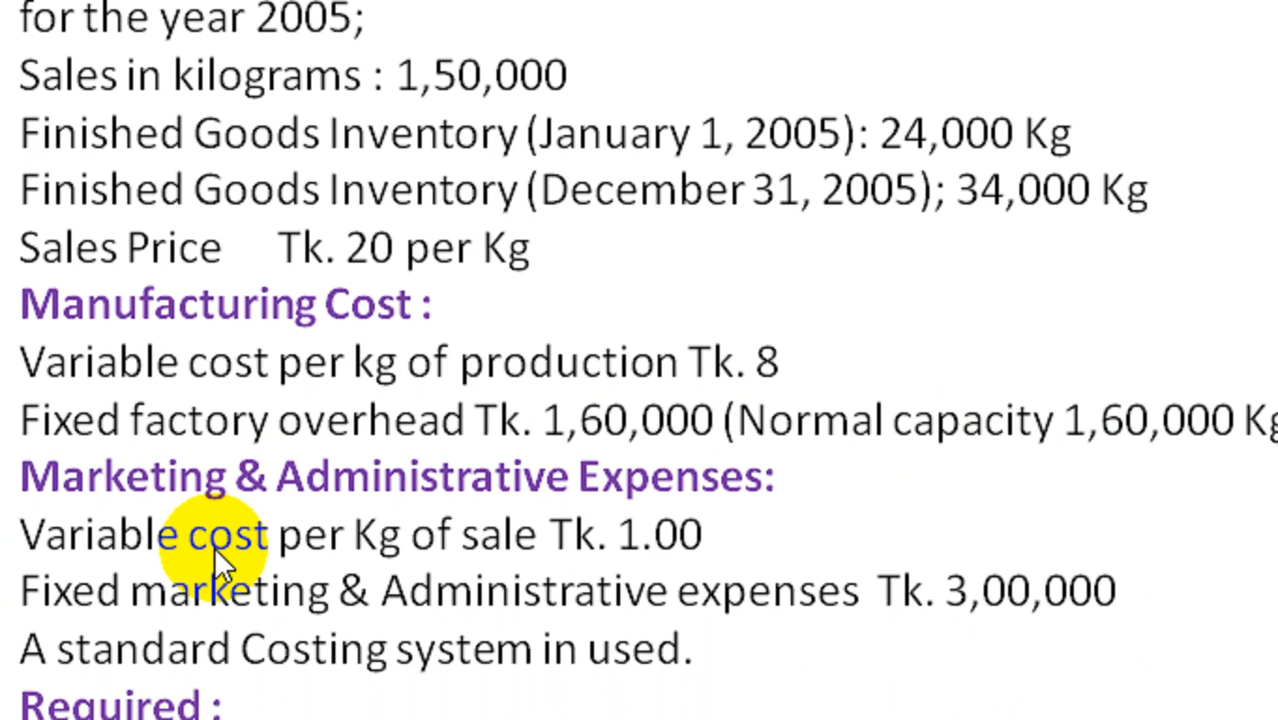 for the year 2005;
Sales in kilograms : 1,50,000
Finished Goods Inventory (January 1, 2005): 24,000 Kg
Finished Goods Inventory (December 31, 2005); 34,000 Kg
Sales Price Tk. 20 per Kg
Manufacturing Cost :
Variable cost per kg of production Tk. 8
Fixed factory overhead Tk. 1,60,000 (Normal capacity 1,60,000 Kg
Marketing & Administrative Expenses:
Variable cost per Kg of sale Tk. 1.00
Fixed marketing & Administrative expenses Tk. 3,00,000
A standard Costing system in used.
Required :